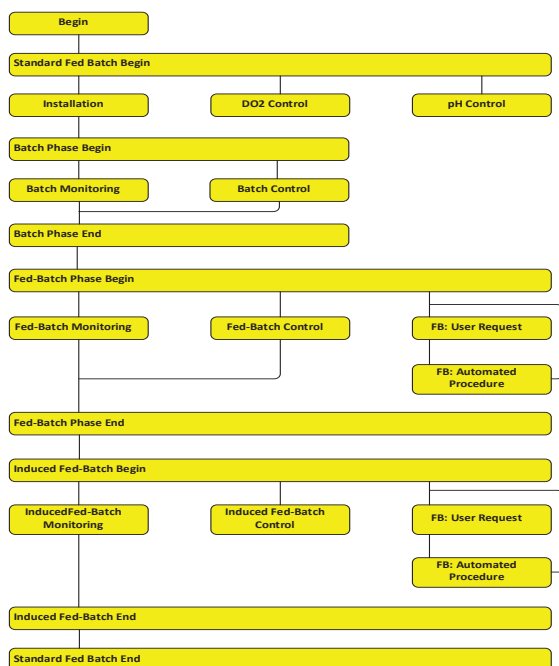 Begin
Standard Fed Batch Begin
Installation
DO2 Control
pH Control
Batch Phase Begin
Batch Monitoring
Batch Control
Batch Phase End
Fed-Batch Phase Begin
Fed-Batch Monitoring
Fed-Batch Control
FB: User Request
FB: Automated
Procedure
Fed-Batch Phase End
Induced Fed-Batch Begin
InducedFed-Batch
Monitoring
Induced Fed-Batch
Control
FB: User Request
FB: Automated
Procedure
Induced Fed-Batch End
Standard Fed Batch End